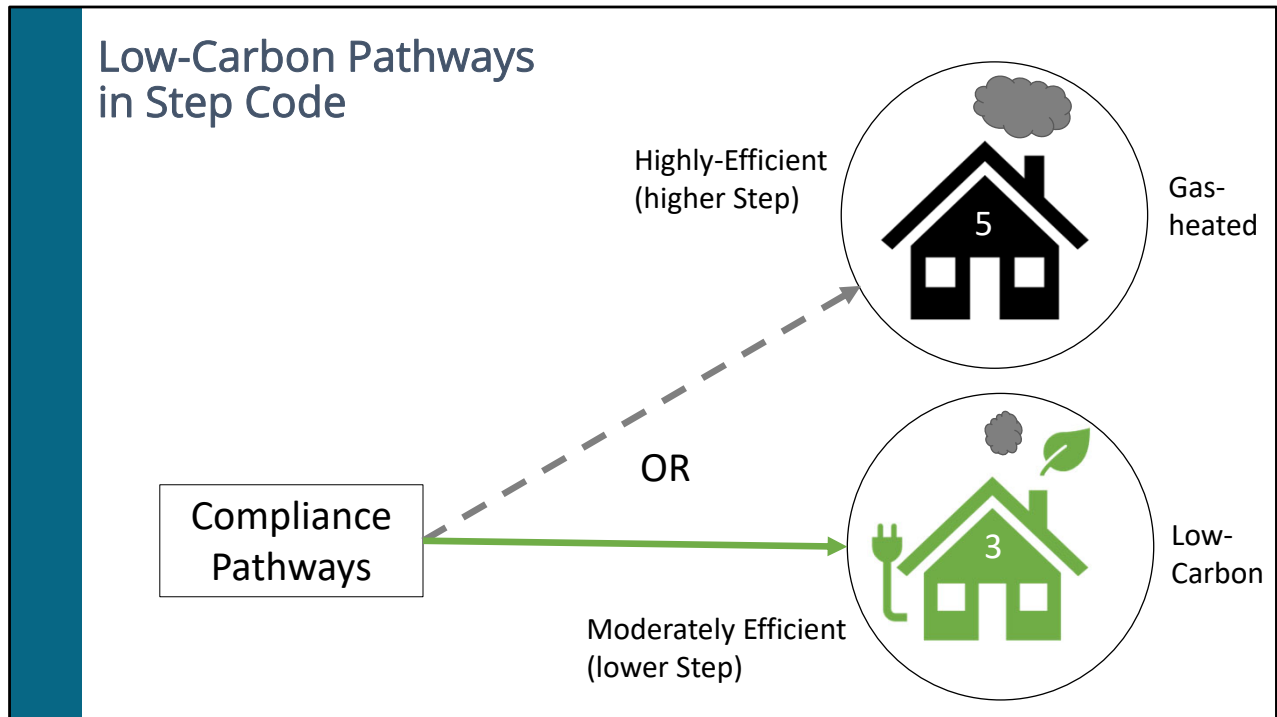 Low-Carbon Pathways
in Step Code
Highly-Efficient
(higher Step)
5
Gas-
heated
OR
Compliance
Pathways
3
Low-
Carbon
Moderately Efficient
(lower Step)